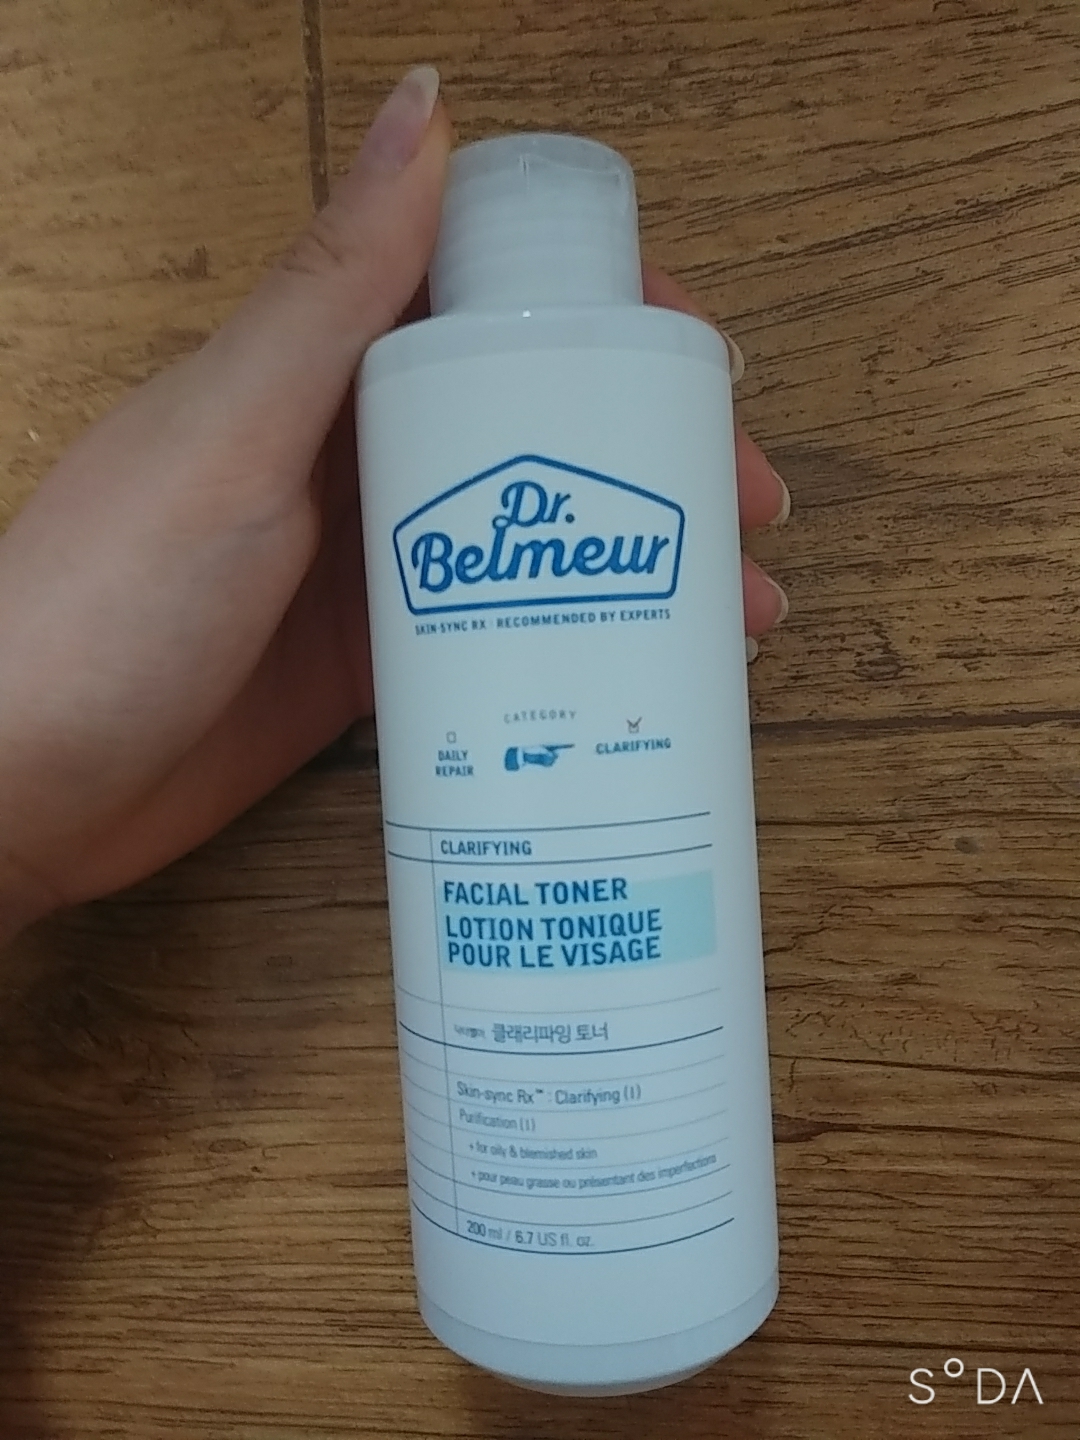 Dr.
Belmeur
SKIN-SYNC RX · RECOMMENDED BY EXPERTS
CATEGORY
DAILY
REPAIR
CLARIFYING
CLARIFYING
FACIAL TONER
LOTION TONIQUE
POUR LE VISAGE
닥터벨머 클래리파잉 토너
Skin-sync Rx™ : Clarifying (I)
Purification (I)
+ for oily & blemished skin
+ pour peau grasse ou présentant des imperfections
200 ml / 6.7 US fl. oz.
SODA